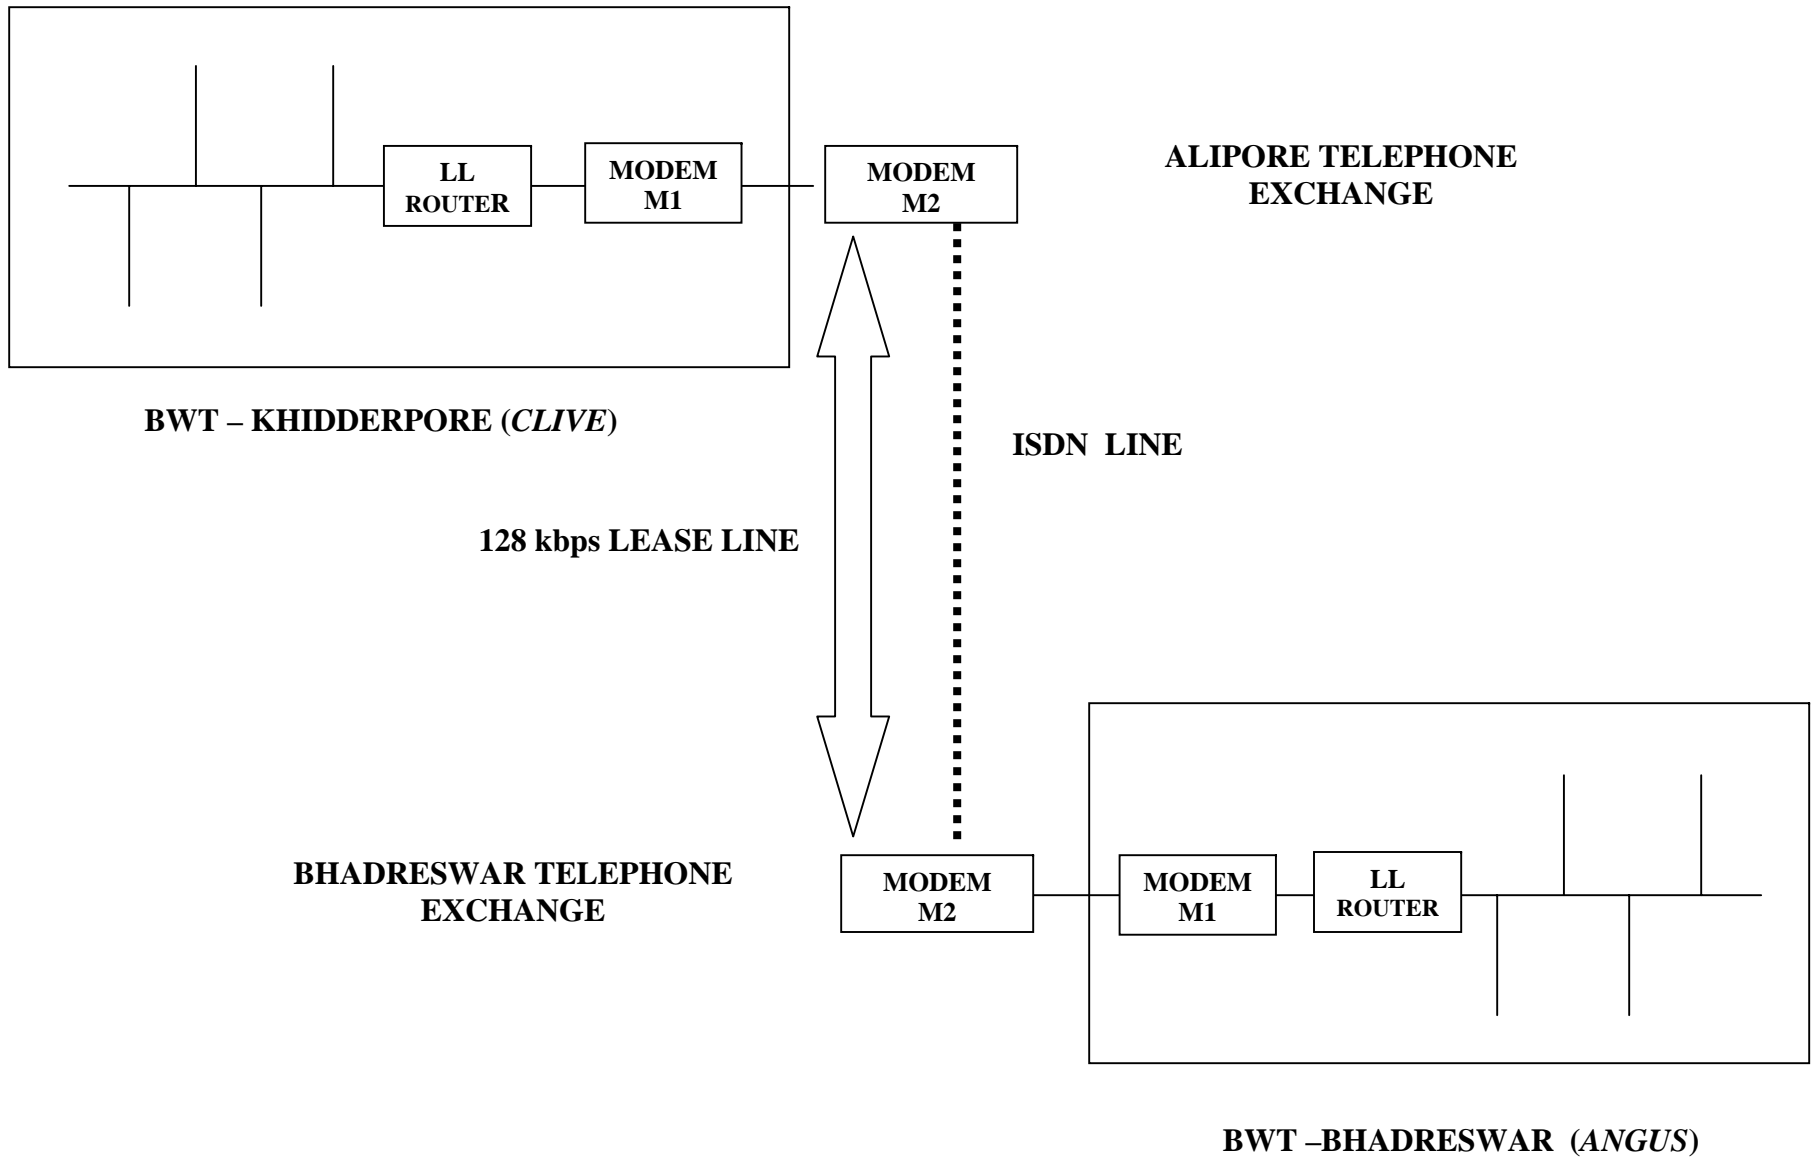 LL
ROUTER
MODEM
M1
MODEM
M2
ALIPORE TELEPHONE
EXCHANGE
BWT – KHIDDERPORE (CLIVE)
ISDN LINE
128 kbps LEASE LINE
BHADRESWAR TELEPHONE
EXCHANGE
MODEM
M2
MODEM
M1
LL
ROUTER
BWT –BHADRESWAR (ANGUS)